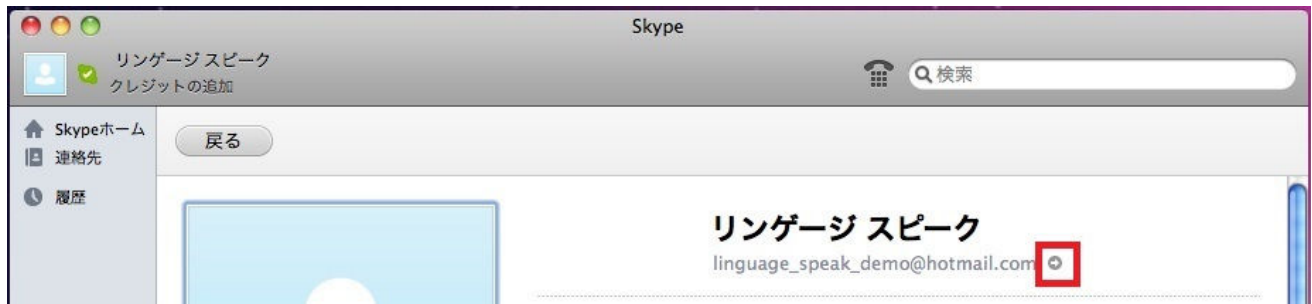 Skype
リンゲージ スピーク
クレジットの追加
検索
Skypeホーム
連絡先
履歴
戻る
リンゲージ スピーク
linguage_speak_demo@hotmail.com